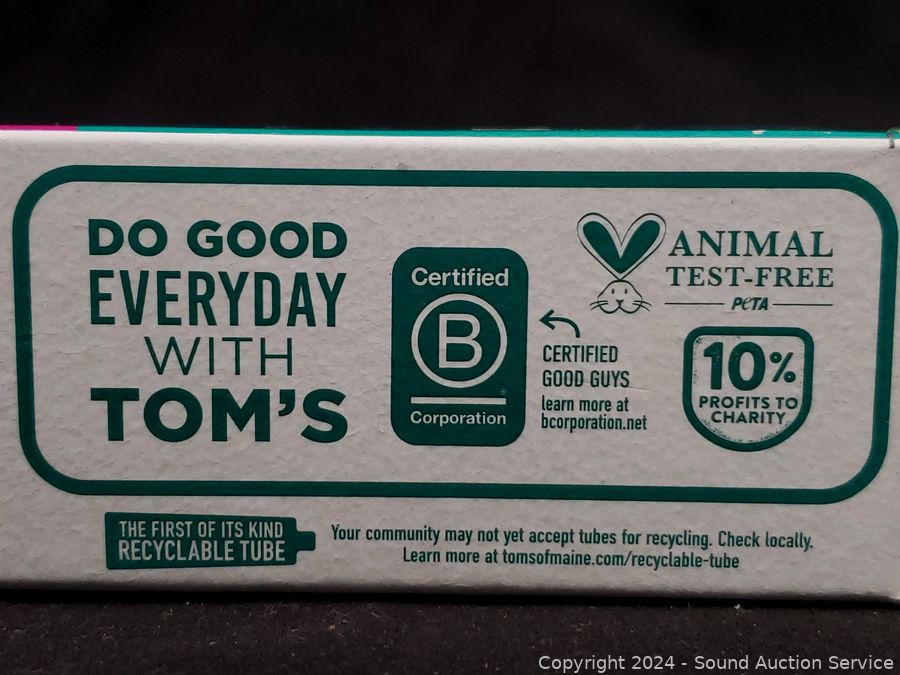 DO GOOD
EVERYDAY
WITH
TOM'S
Certified
B
®
Corporation
CERTIFIED
GOOD GUYS
learn more at
bcorporation.net
ANIMAL
TEST-FREE
PETA
10%
PROFITS TO
CHARITY
THE FIRST OF ITS KIND
RECYCLABLE TUBE
Your community may not yet accept tubes for recycling. Check locally.
Learn more at tomsofmaine.com/recyclable-tube
Copyright 2024 - Sound Auction Service